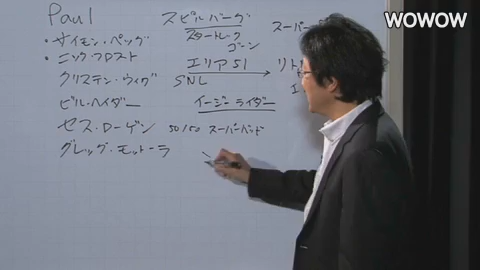 WOWOW
Paul スピルバーグ スーパー
スタートレック
・サイモン・ペッグ ゴーン
・ニック・フロスト エリア51 リト
クリステン・ウィグ SNL エ
ビル・ヘイダー イージーライダー
セス・ローゲン 50/50 スーパーバッド
グレッグ・モットーラ